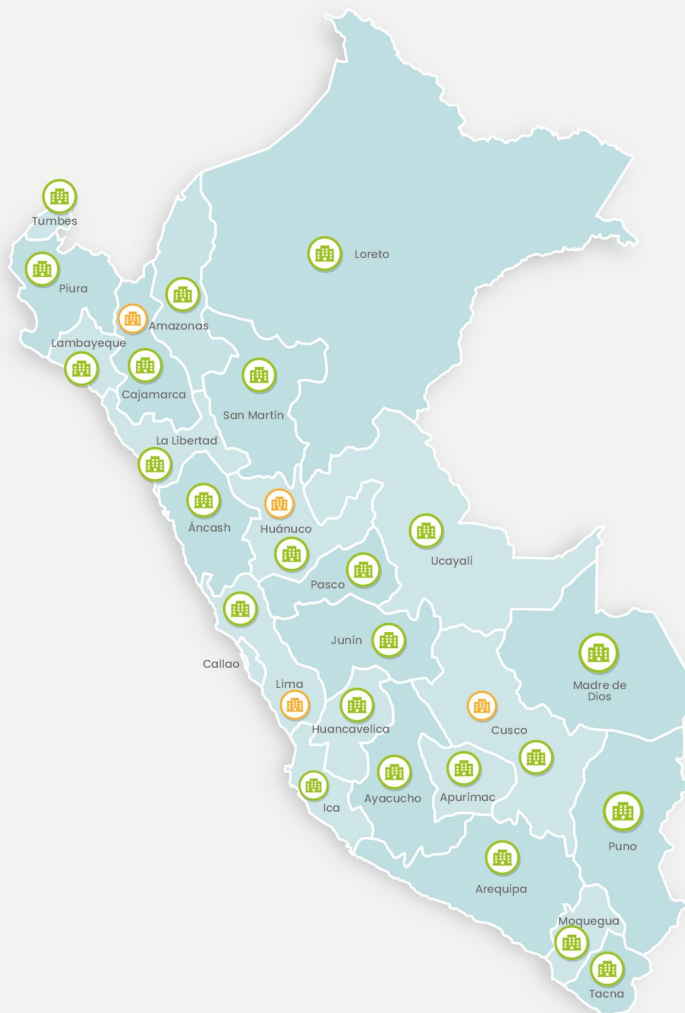 Tumbes
Loreto
Piura
Amazonas
Lambayeque
Cajamarca
San Martín
La Libertad
Áncash
Huánuco
Ucayali
Pasco
Junín
Callao
Lima
Madre de
Dios
Huancavelica
Cusco
Ayacucho
Apurímac
Ica
Puno
Arequipa
Moquegua
Tacna